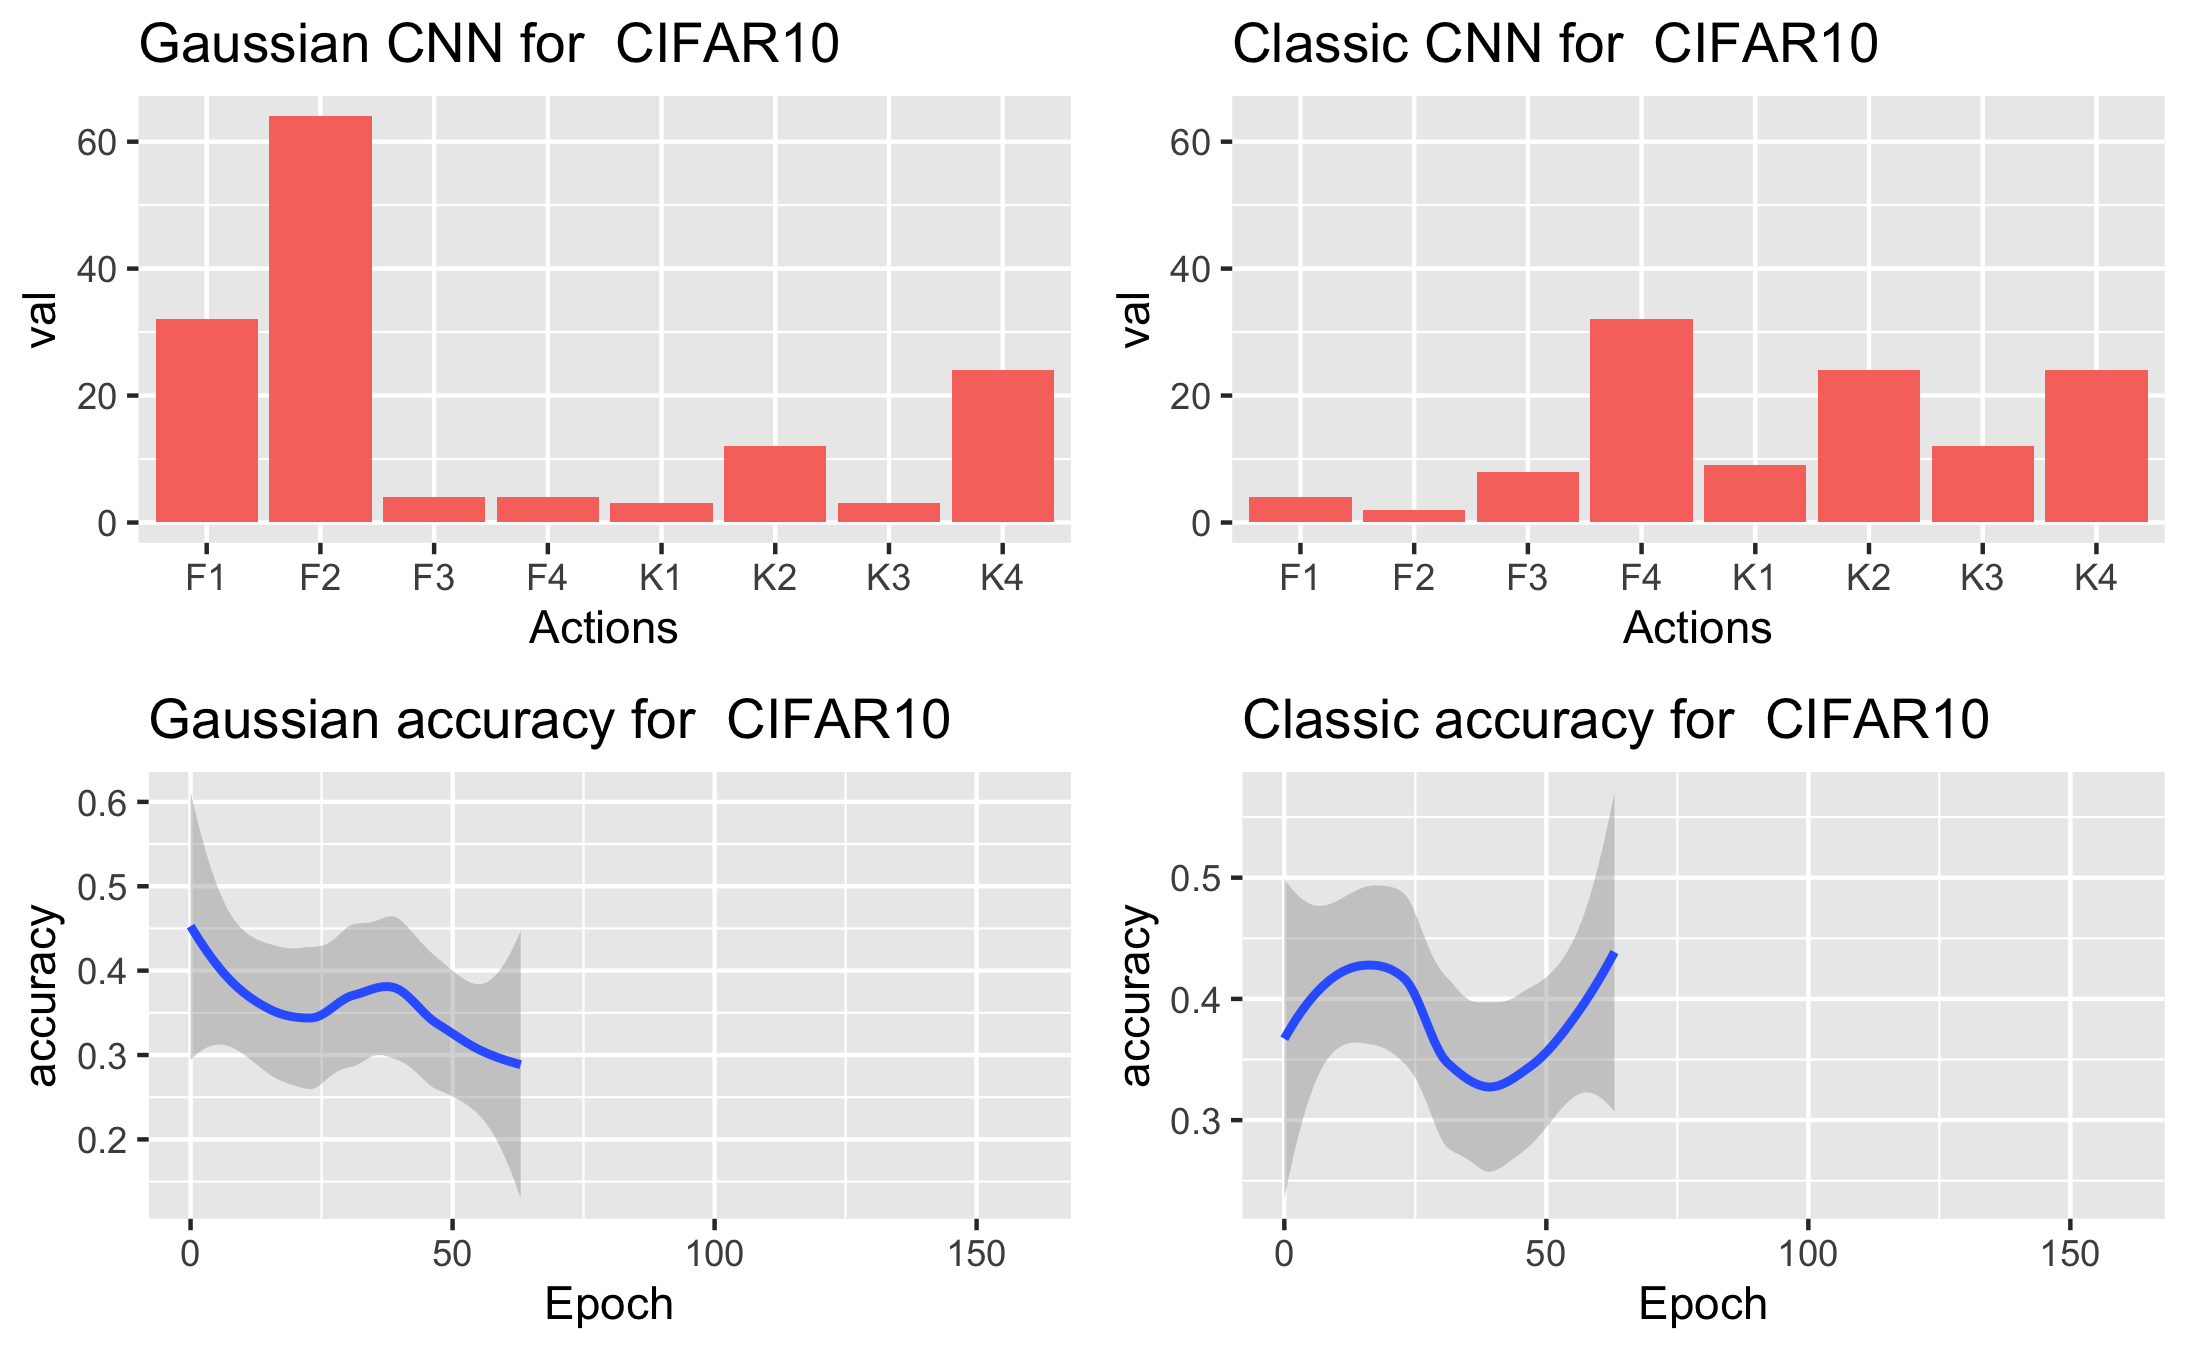 Gaussian CNN for  CIFAR10
val
60
40
20
0
F1 F2 F3 F4 K1 K2 K3 K4
Actions
Classic CNN for  CIFAR10
val
60
40
20
0
F1 F2 F3 F4 K1 K2 K3 K4
Actions
Gaussian accuracy for  CIFAR10
accuracy
0.6
0.5
0.4
0.3
0.2
0 50 100 150
Epoch
Classic accuracy for  CIFAR10
accuracy
0.5
0.4
0.3
0 50 100 150
Epoch